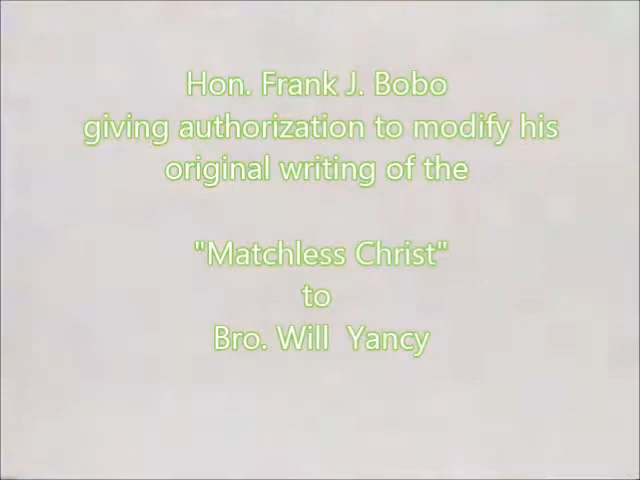 Hon. Frank J. Bobo
giving authorization to modify his
original writing of the
"Matchless Christ"
to
Bro. Will Yancy